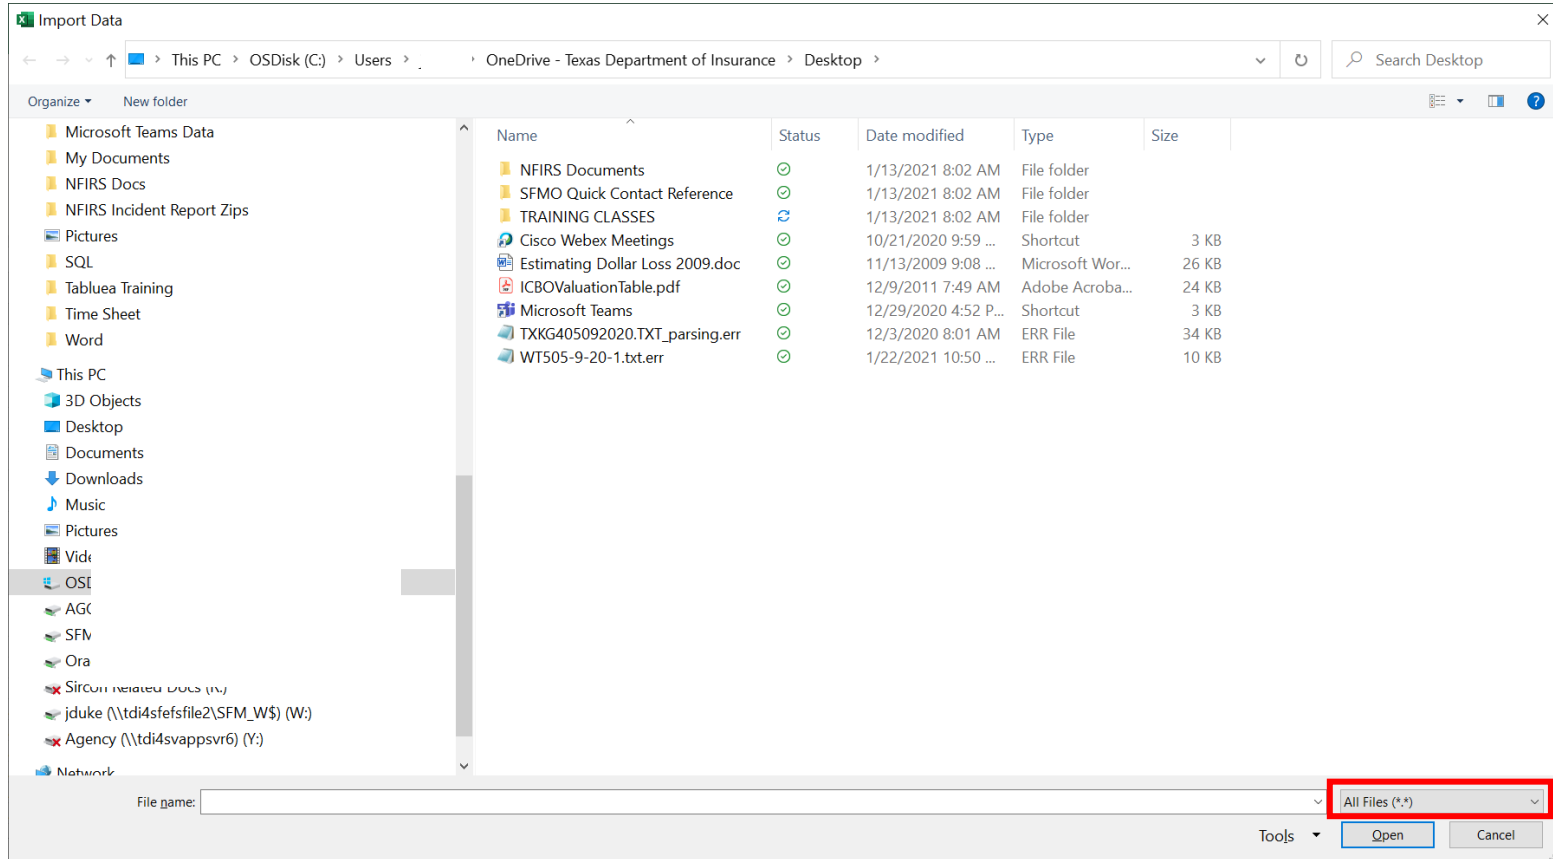 Import Data
This PC > OSDisk (C:) > Users > OneDrive - Texas Department of Insurance > Desktop >
Search Desktop
Organize
New folder
Microsoft Teams Data
My Documents
NFIRS Docs
NFIRS Incident Report Zips
Pictures
SQL
Tabluea Training
Time Sheet
Word
This PC
3D Objects
Desktop
Documents
Downloads
Music
Pictures
Sircon Related Docs (R:)
jduke (\\tdi4sfefsfile2\SFM_W$) (W:)
Agency (\\tdi4svappsvr6) (Y:)
Network
Name Status Date modified Type Size
NFIRS Documents 1/13/2021 8:02 AM File folder
SFMO Quick Contact Reference 1/13/2021 8:02 AM File folder
TRAINING CLASSES 1/13/2021 8:02 AM File folder
Cisco Webex Meetings 10/21/2020 9:59 ... Shortcut 3 KB
Estimating Dollar Loss 2009.doc 11/13/2009 9:08 ... Microsoft Wor... 26 KB
ICBOValuationTable.pdf 12/9/2011 7:49 AM Adobe Acroba... 24 KB
Microsoft Teams 12/29/2020 4:52 P... Shortcut 3 KB
TXKG405092020.TXT_parsing.err 12/3/2020 8:01 AM ERR File 34 KB
WT505-9-20-1.txt.err 1/22/2021 10:50 ... ERR File 10 KB
File name:
All Files (*.*)
Tools
Open
Cancel